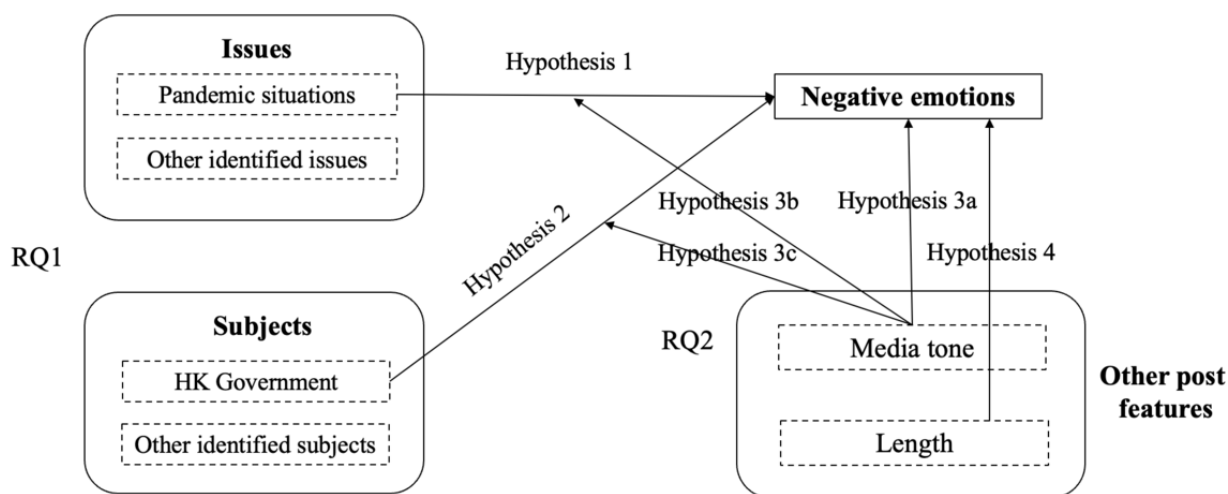 Issues
Pandemic situations
Other identified issues
Hypothesis 1
Negative emotions
Hypothesis 2
Hypothesis 3b
Hypothesis 3a
Hypothesis 3c
Hypothesis 4
RQ1
Subjects
HK Government
Other identified subjects
RQ2
Media tone
Length
Other post
features